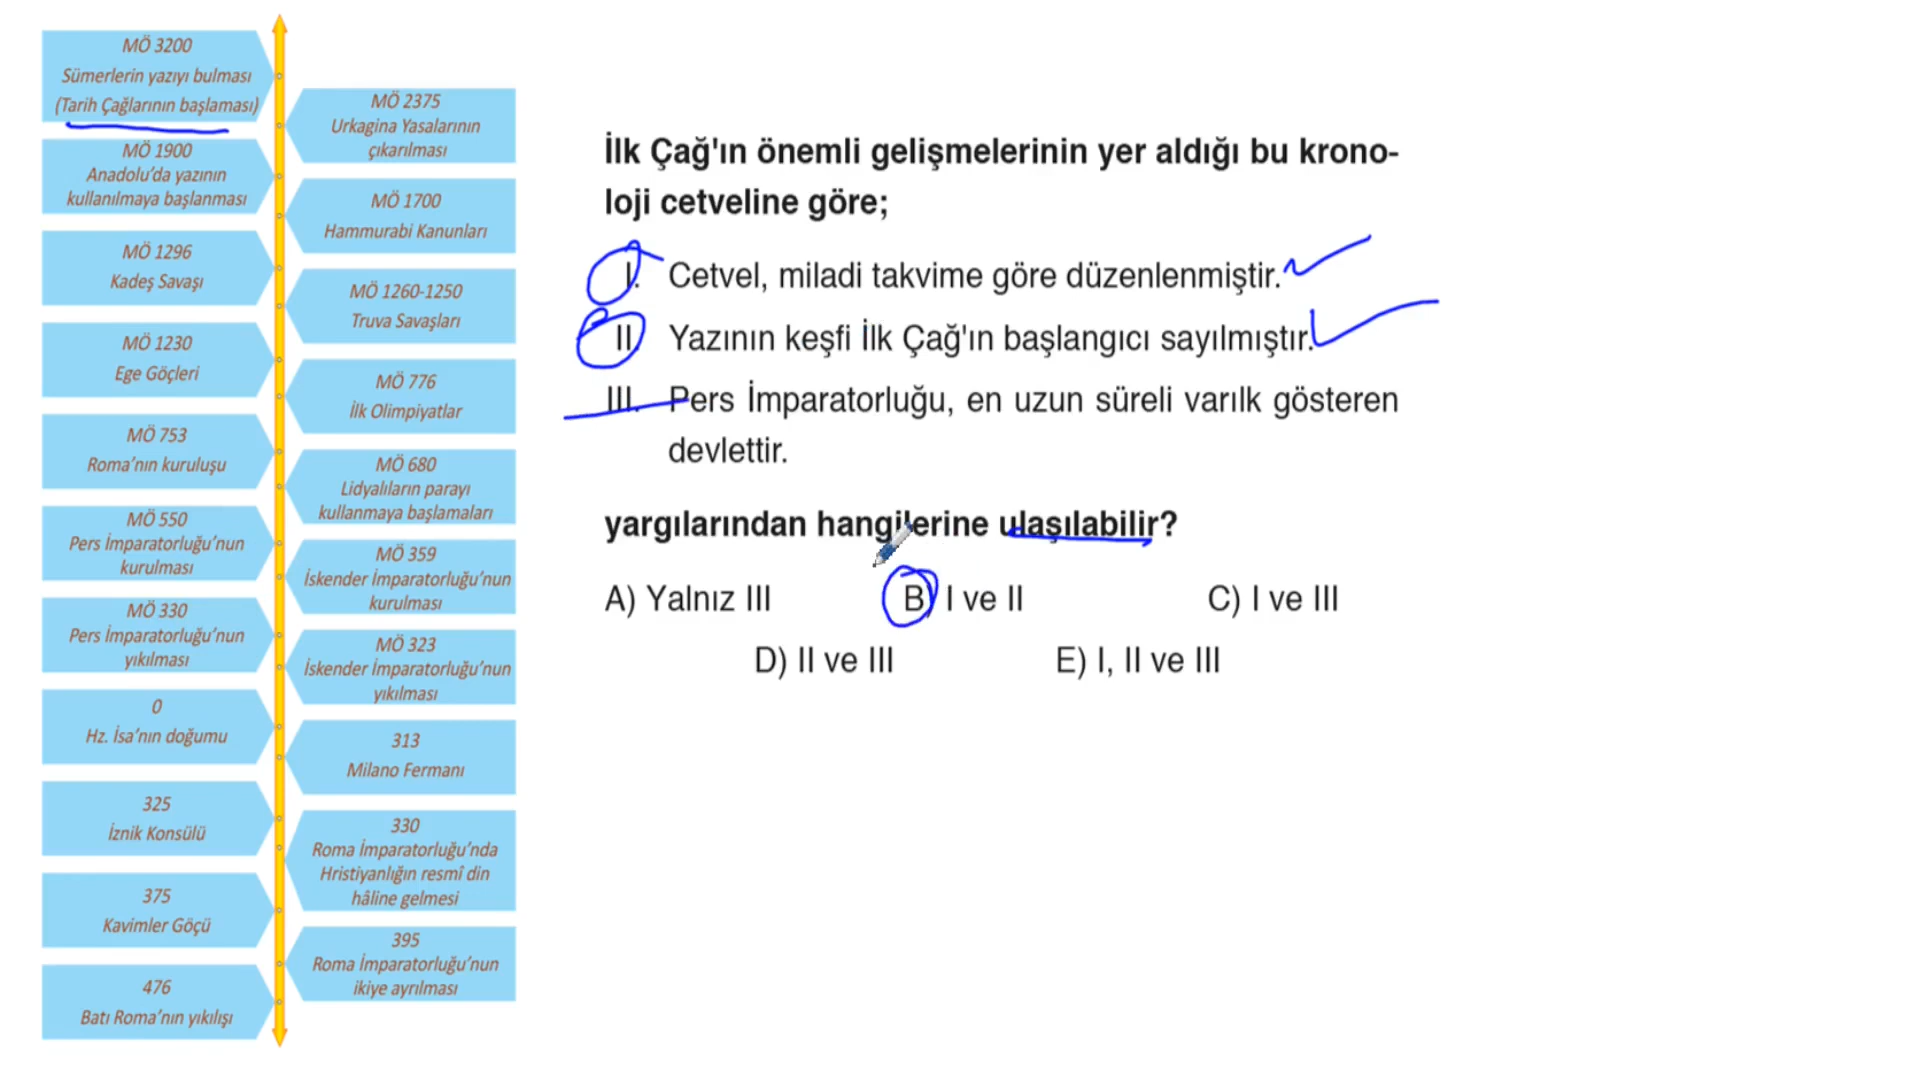 MÖ 3200
Sümerlerin yazıyı bulması
(Tarih Çağlarının başlaması)
MÖ 2375
Urkagina Yasalarının
çıkarılması
MÖ 1900
Anadolu'da yazının
kullanılmaya başlanması
MÖ 1700
Hammurabi Kanunları
MÖ 1296
Kadeş Savaşı
MÖ 1260-1250
Truva Savaşları
MÖ 1230
Ege Göçleri
MÖ 776
İlk Olimpiyatlar
MÖ 753
Roma'nın kuruluşu
MÖ 680
Lidyalıların parayı
kullanmaya başlamaları
MÖ 550
Pers İmparatorluğu'nun
kurulması
MÖ 359
İskender İmparatorluğu'nun
kurulması
MÖ 330
Pers İmparatorluğu'nun
yıkılması
MÖ 323
İskender İmparatorluğu'nun
yıkılması
0
Hz. İsa'nın doğumu
313
Milano Fermanı
325
İznik Konsülü
330
Roma İmparatorluğu'nda
Hristiyanlığın resmî din
hâline gelmesi
375
Kavimler Göçü
395
Roma İmparatorluğu'nun
ikiye ayrılması
476
Batı Roma'nın yıkılışı
İlk Çağ'ın önemli gelişmelerinin yer aldığı bu krono-
loji cetveline göre;
I. Cetvel, miladi takvime göre düzenlenmiştir.
II. Yazının keşfi İlk Çağ'ın başlangıcı sayılmıştır.
III. Pers İmparatorluğu, en uzun süreli varılk gösteren
devlettir.
yargılarından hangilerine ulaşılabilir?
A) Yalnız III B) I ve II C) I ve III
D) II ve III E) I, II ve III